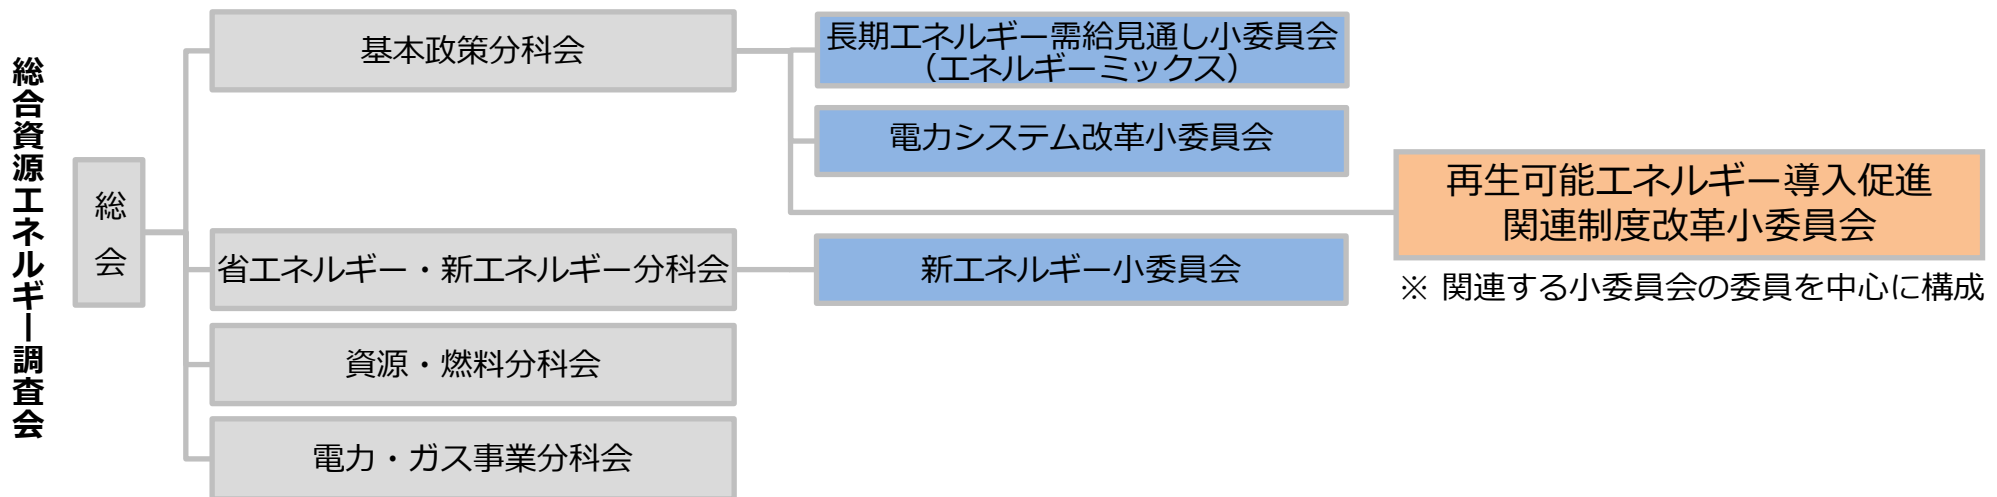 総合資源エネルギー調査会
総会
基本政策分科会
省エネルギー・新エネルギー分科会
資源・燃料分科会
電力・ガス事業分科会
長期エネルギー需給見通し小委員会
（エネルギーミックス）
電力システム改革小委員会
新エネルギー小委員会
再生可能エネルギー導入促進
関連制度改革小委員会
※ 関連する小委員会の委員を中心に構成